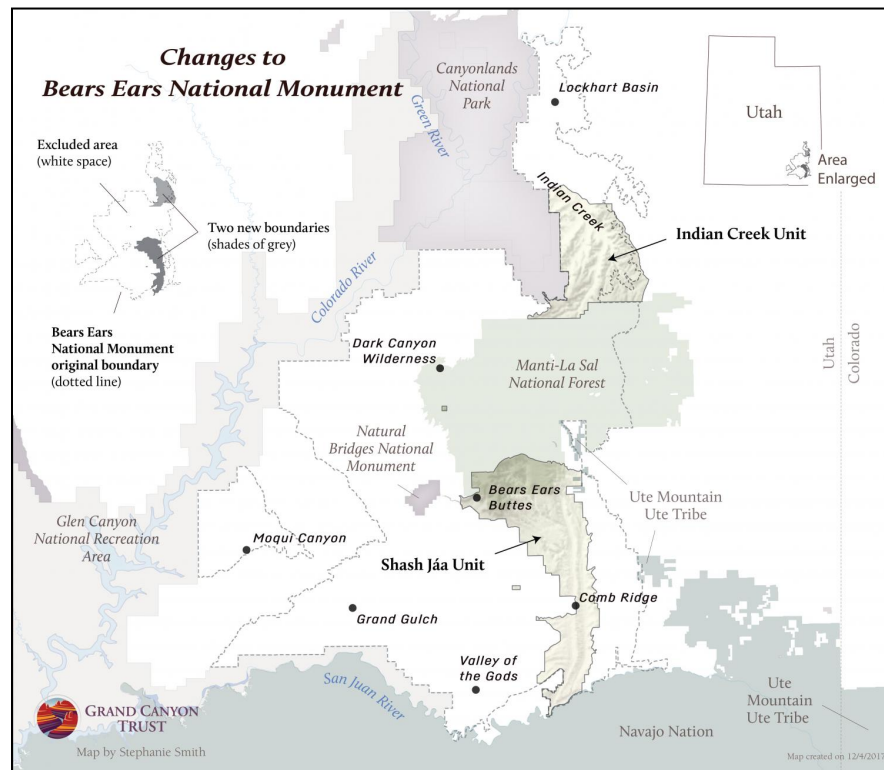 Changes to
Bears Ears National Monument
Excluded area
(white space)
Two new boundaries
(shades of grey)
Bears Ears
National Monument
original boundary
(dotted line)
Canyonlands
National
Park
Green River
Lockhart Basin
Utah
Area
Enlarged
Indian Creek
Indian Creek Unit
Colorado River
Dark Canyon
Wilderness
Manti-La Sal
National Forest
Utah
Colorado
Natural
Bridges National
Monument
Bears Ears
Buttes
Ute Mountain
Ute Tribe
Glen Canyon
National Recreation
Area
Moqui Canyon
Shash Jáa Unit
Comb Ridge
Grand Gulch
Valley of
the Gods
San Juan River
Ute
Mountain
Ute Tribe
Navajo Nation
GRAND CANYON
TRUST
Map by Stephanie Smith
Map created on 12/4/2017